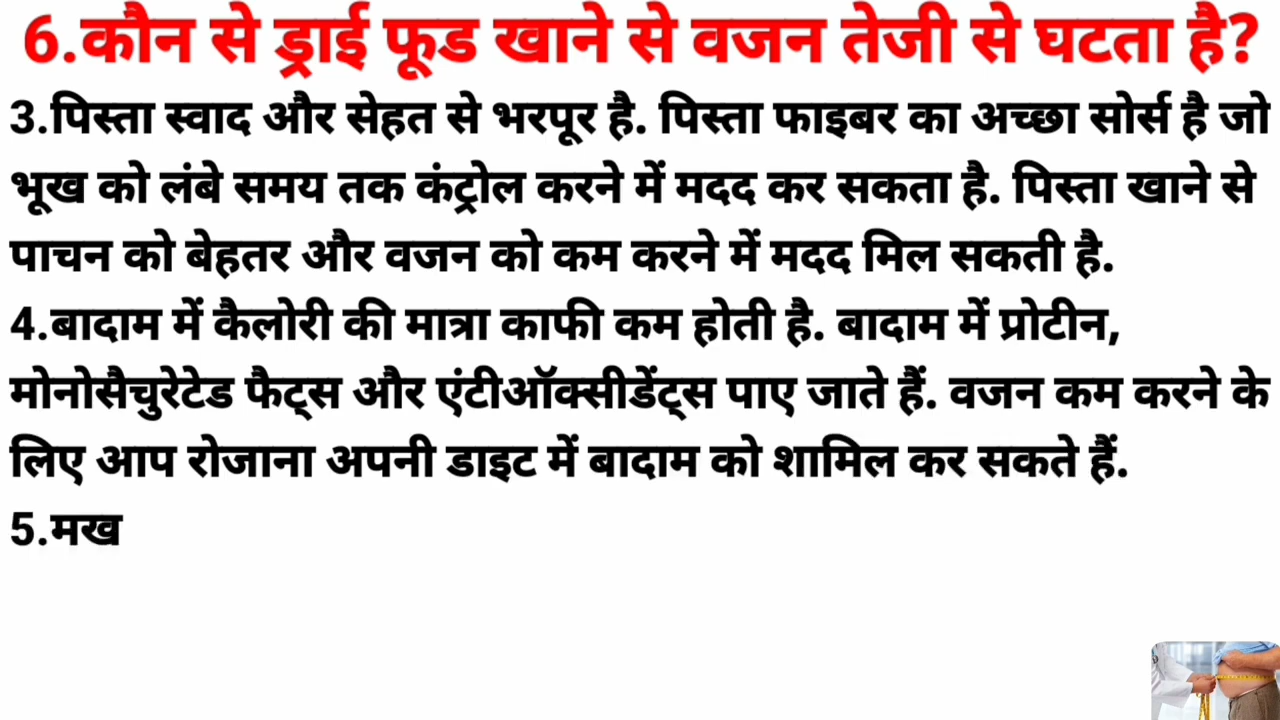 6.कौन से ड्राई फूड खाने से वजन तेजी से घटता है?
3.पिस्ता स्वाद और सेहत से भरपूर है. पिस्ता फाइबर का अच्छा सोर्स है जो
भूख को लंबे समय तक कंट्रोल करने में मदद कर सकता है. पिस्ता खाने से
पाचन को बेहतर और वजन को कम करने में मदद मिल सकती है.
4.बादाम में कैलोरी की मात्रा काफी कम होती है. बादाम में प्रोटीन,
मोनोसैचुरेटेड फैट्स और एंटीऑक्सीडेंट्स पाए जाते हैं. वजन कम करने के
लिए आप रोजाना अपनी डाइट में बादाम को शामिल कर सकते हैं.
5.मख